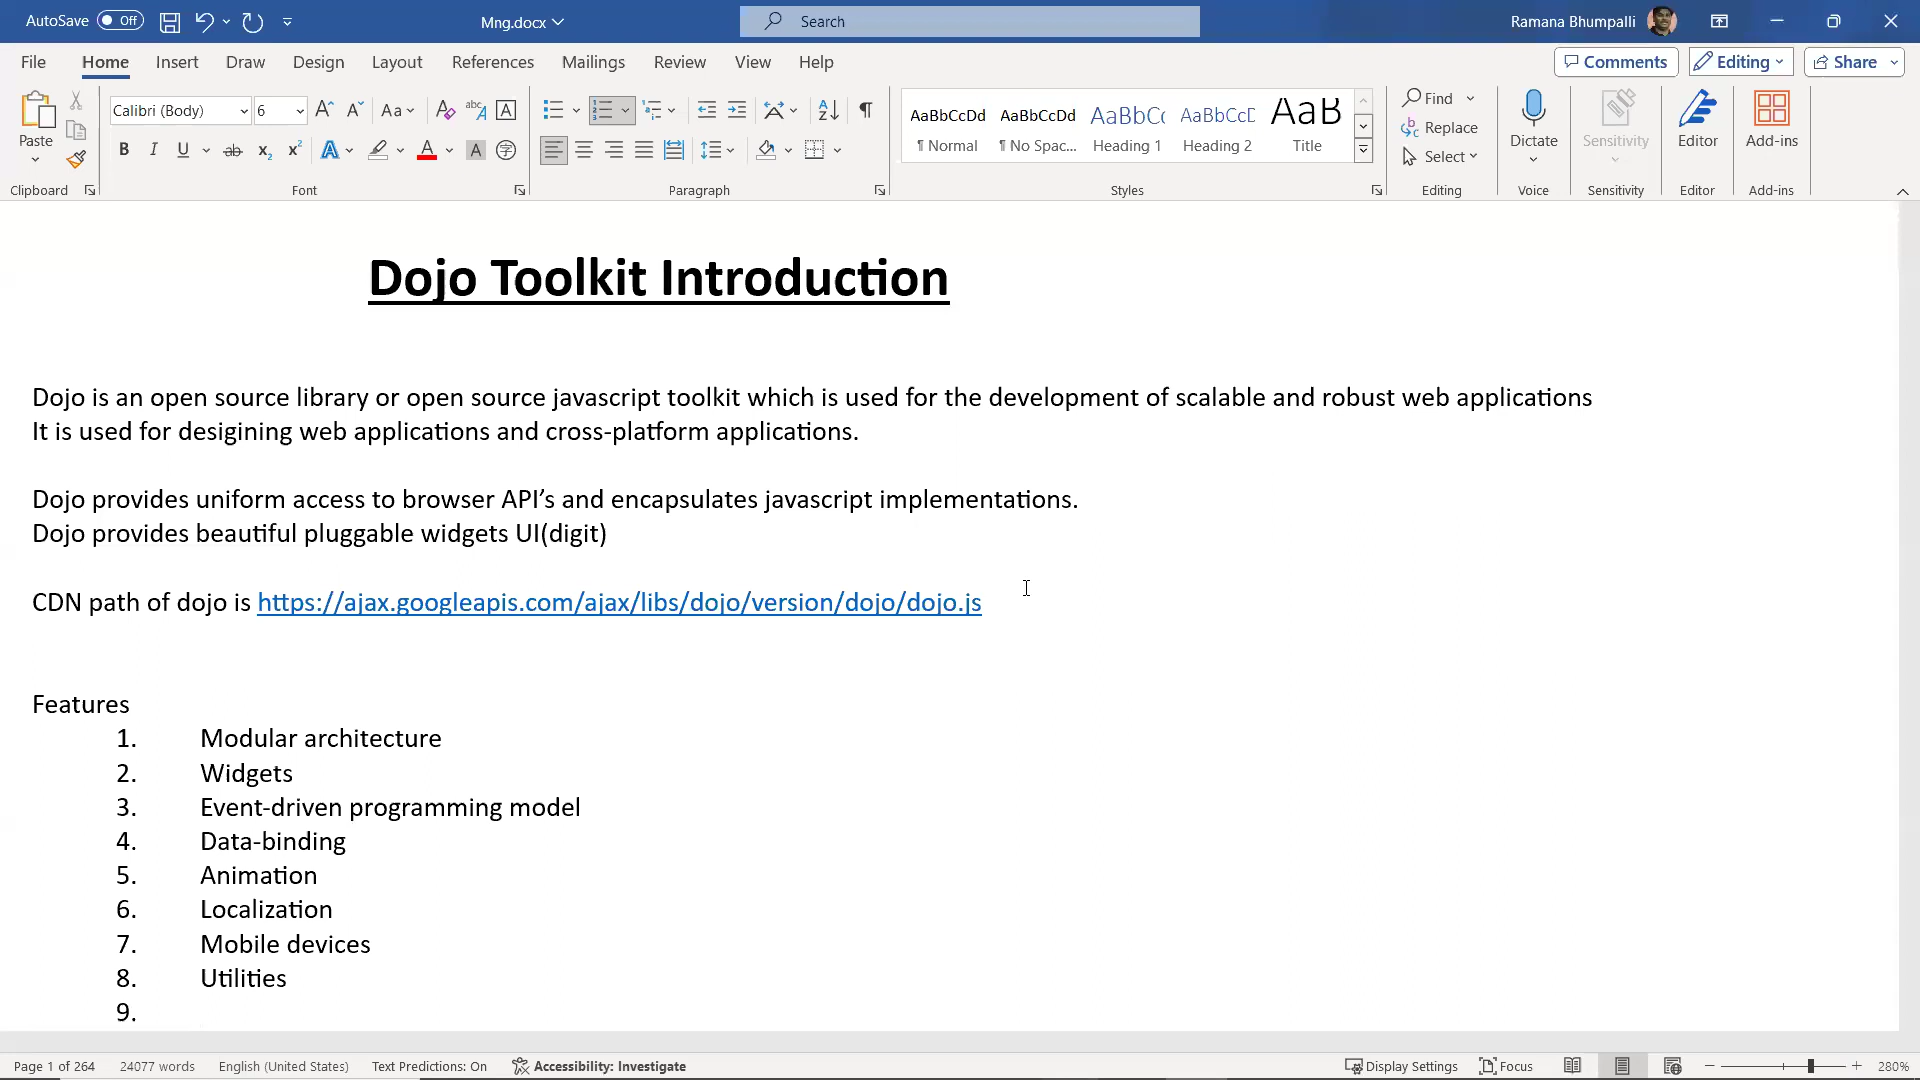 AutoSave Off Mng.docx Search Ramana Bhumpalli
File Home Insert Draw Design Layout References Mailings Review View Help Comments Editing Share
Paste
Calibri (Body) 6 Aa abc A
B I U ab x₂ x² A A A 字
AaBbCcDd AaBbCcDd AaBbCc AaBbCcD AaB
¶ Normal ¶ No Spac... Heading 1 Heading 2 Title
Find
Replace
Select
Dictate Sensitivity Editor Add-ins
Clipboard Font Paragraph Styles Editing Voice Sensitivity Editor Add-ins
Dojo Toolkit Introduction
Dojo is an open source library or open source javascript toolkit which is used for the development of scalable and robust web applications
It is used for desigining web applications and cross-platform applications.
Dojo provides uniform access to browser API’s and encapsulates javascript implementations.
Dojo provides beautiful pluggable widgets UI(digit)
CDN path of dojo is https://ajax.googleapis.com/ajax/libs/dojo/version/dojo/dojo.js
Features
1. Modular architecture
2. Widgets
3. Event-driven programming model
4. Data-binding
5. Animation
6. Localization
7. Mobile devices
8. Utilities
9.
Page 1 of 264 24077 words English (United States) Text Predictions: On Accessibility: Investigate Display Settings Focus 280%